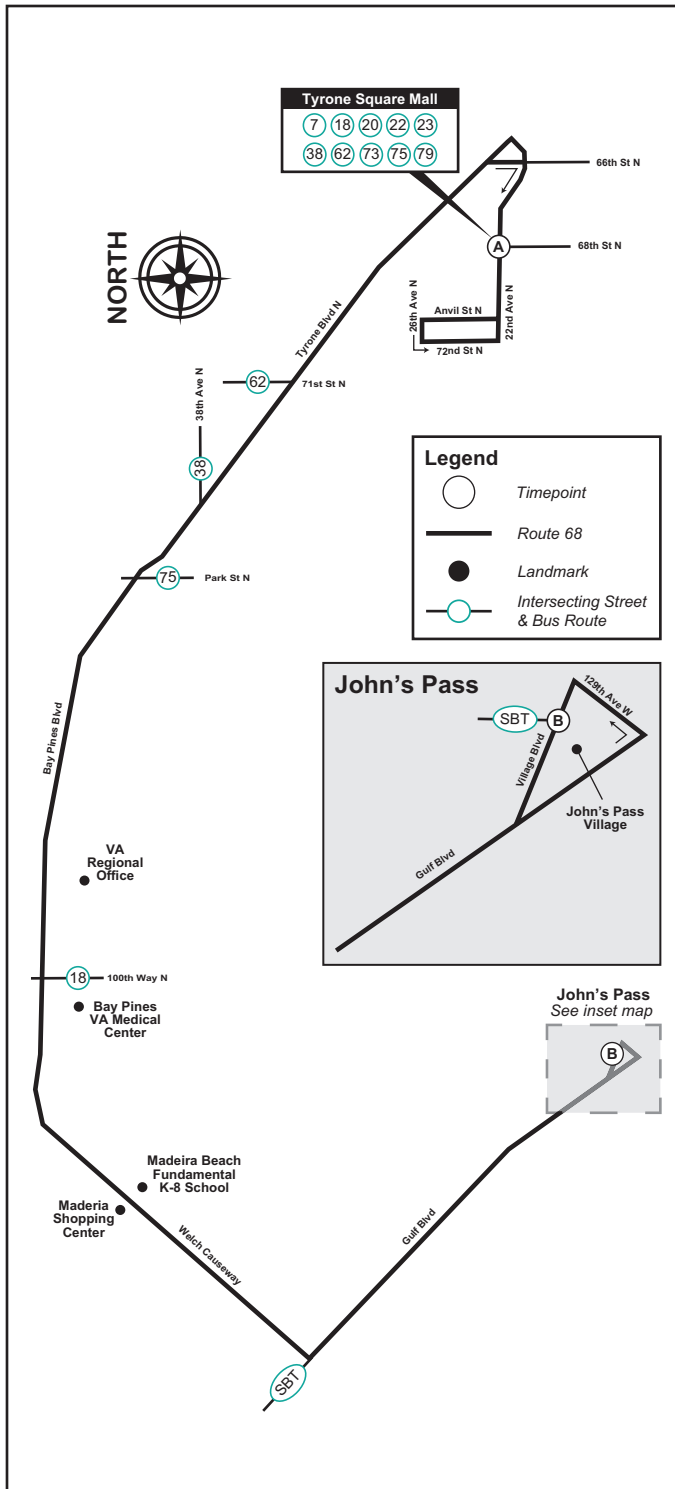 Tyrone Square Mall
7 18 20 22 23
38 62 73 75 79
66th St N
68th St N
NORTH
26th Ave N
Anvil St N
22nd Ave N
72nd St N
Tyrone Blvd N
62
71st St N
38th Ave N
38
75
Park St N
A
Legend
Timepoint
Route 68
Landmark
Intersecting Street
& Bus Route
John's Pass
129th Ave W
SBT
B
Village Blvd
John's Pass
Village
Gulf Blvd
Bay Pines Blvd
VA
Regional
Office
18
100th Way N
Bay Pines
VA Medical
Center
John's Pass
See inset map
B
Madeira Beach
Fundamental
K-8 School
Maderia
Shopping
Center
Welch Causeway
Gulf Blvd
SBT